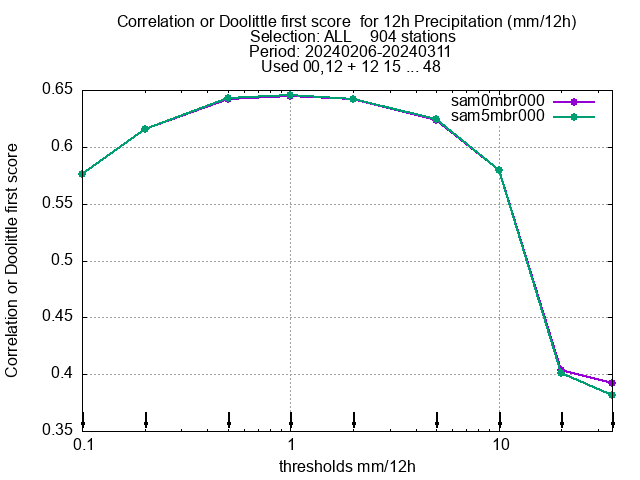 Correlation or Doolittle first score  for 12h Precipitation (mm/12h)
Selection: ALL    904 stations
Period: 20240206-20240311
Used 00,12 + 12 15 ... 48
sam0mbr000
sam5mbr000
Correlation or Doolittle first score
0.65
0.6
0.55
0.5
0.45
0.4
0.35
0.1 1 10
thresholds mm/12h